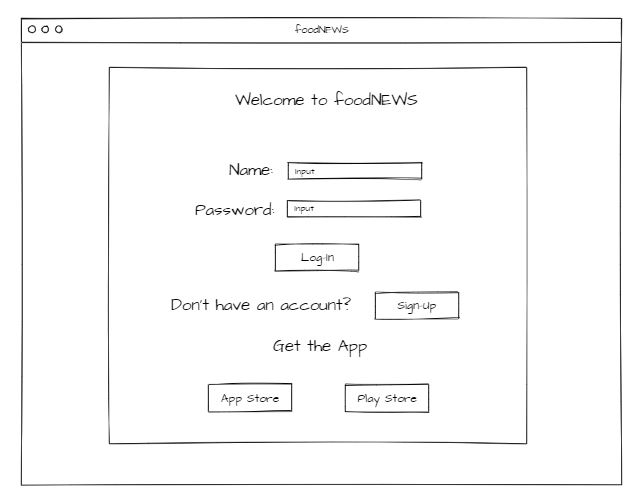 foodNEWS
Welcome to foodNEWS
Name: Input
Password: Input
Log-In
Don't have an account? Sign-Up
Get the App
App Store Play Store